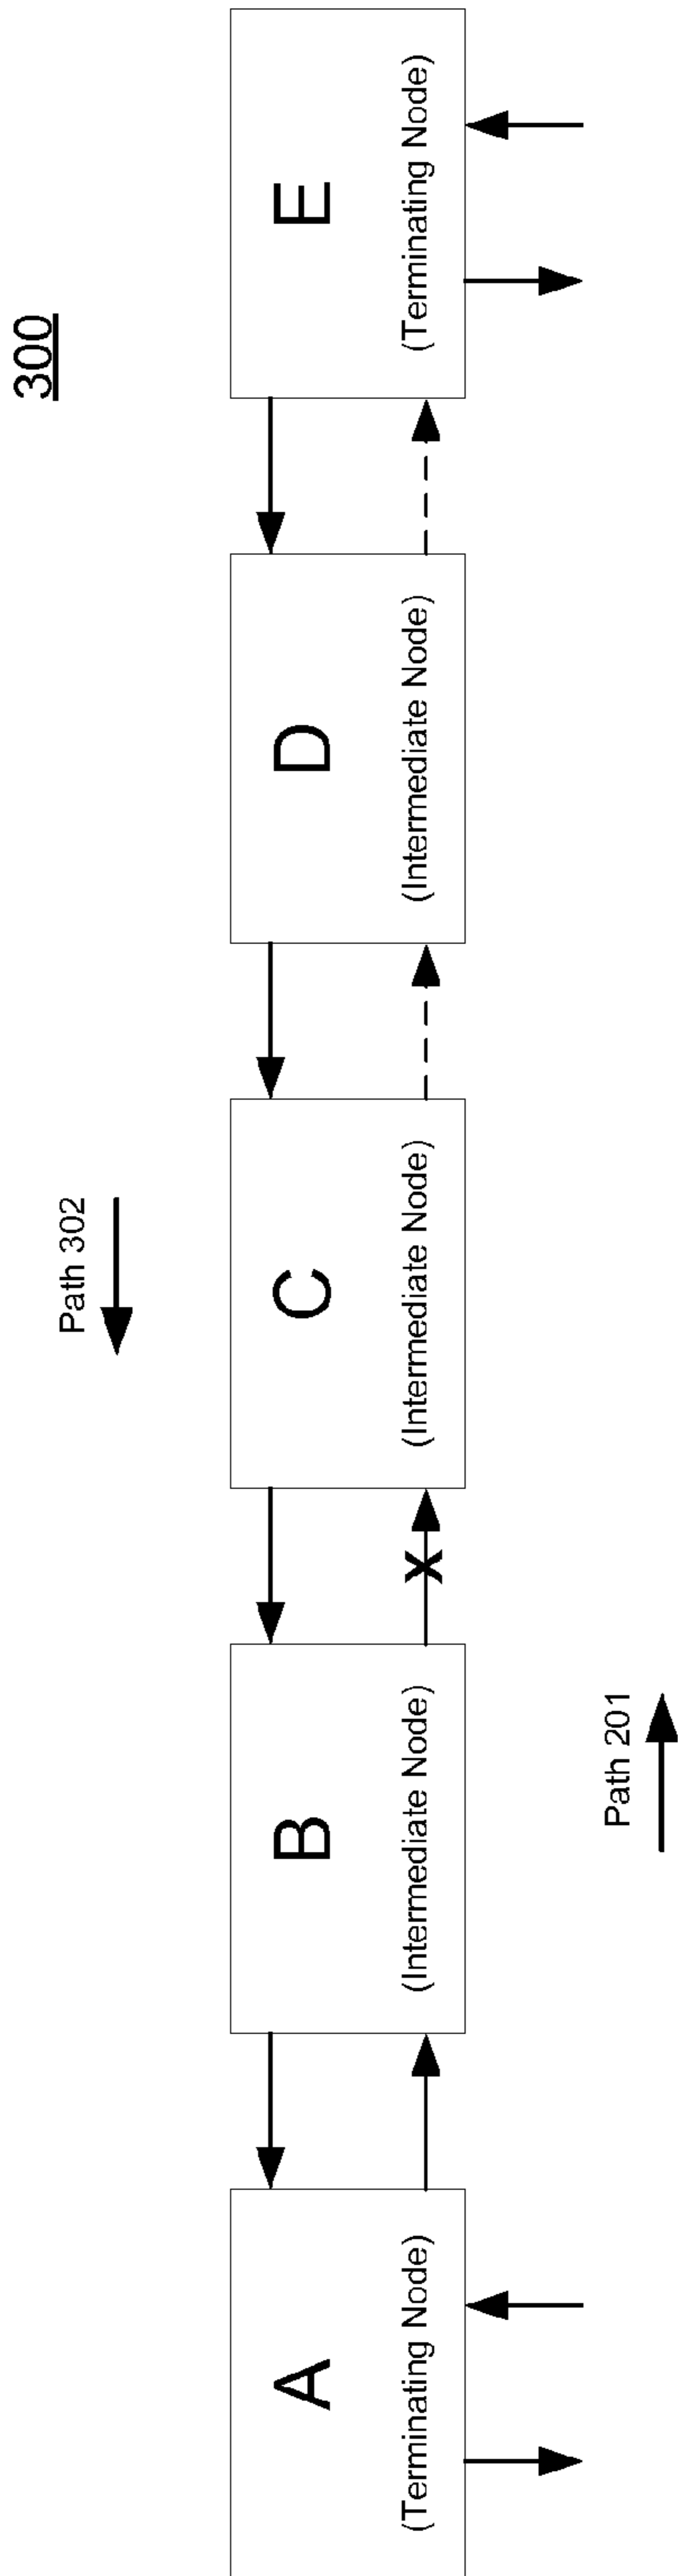 300
Path 302
A
(Terminating Node)
B
(Intermediate Node)
X
C
(Intermediate Node)
D
(Intermediate Node)
E
(Terminating Node)
Path 201